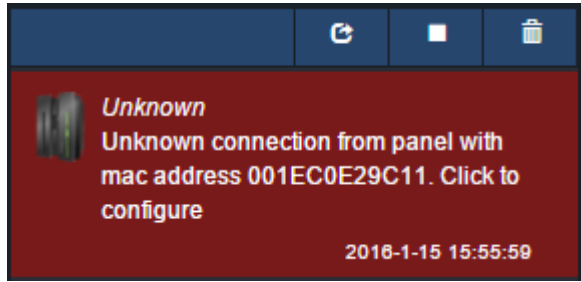 Unknown
Unknown connection from panel with
mac address 001EC0E29C11. Click to
configure
2016-1-15 15:55:59